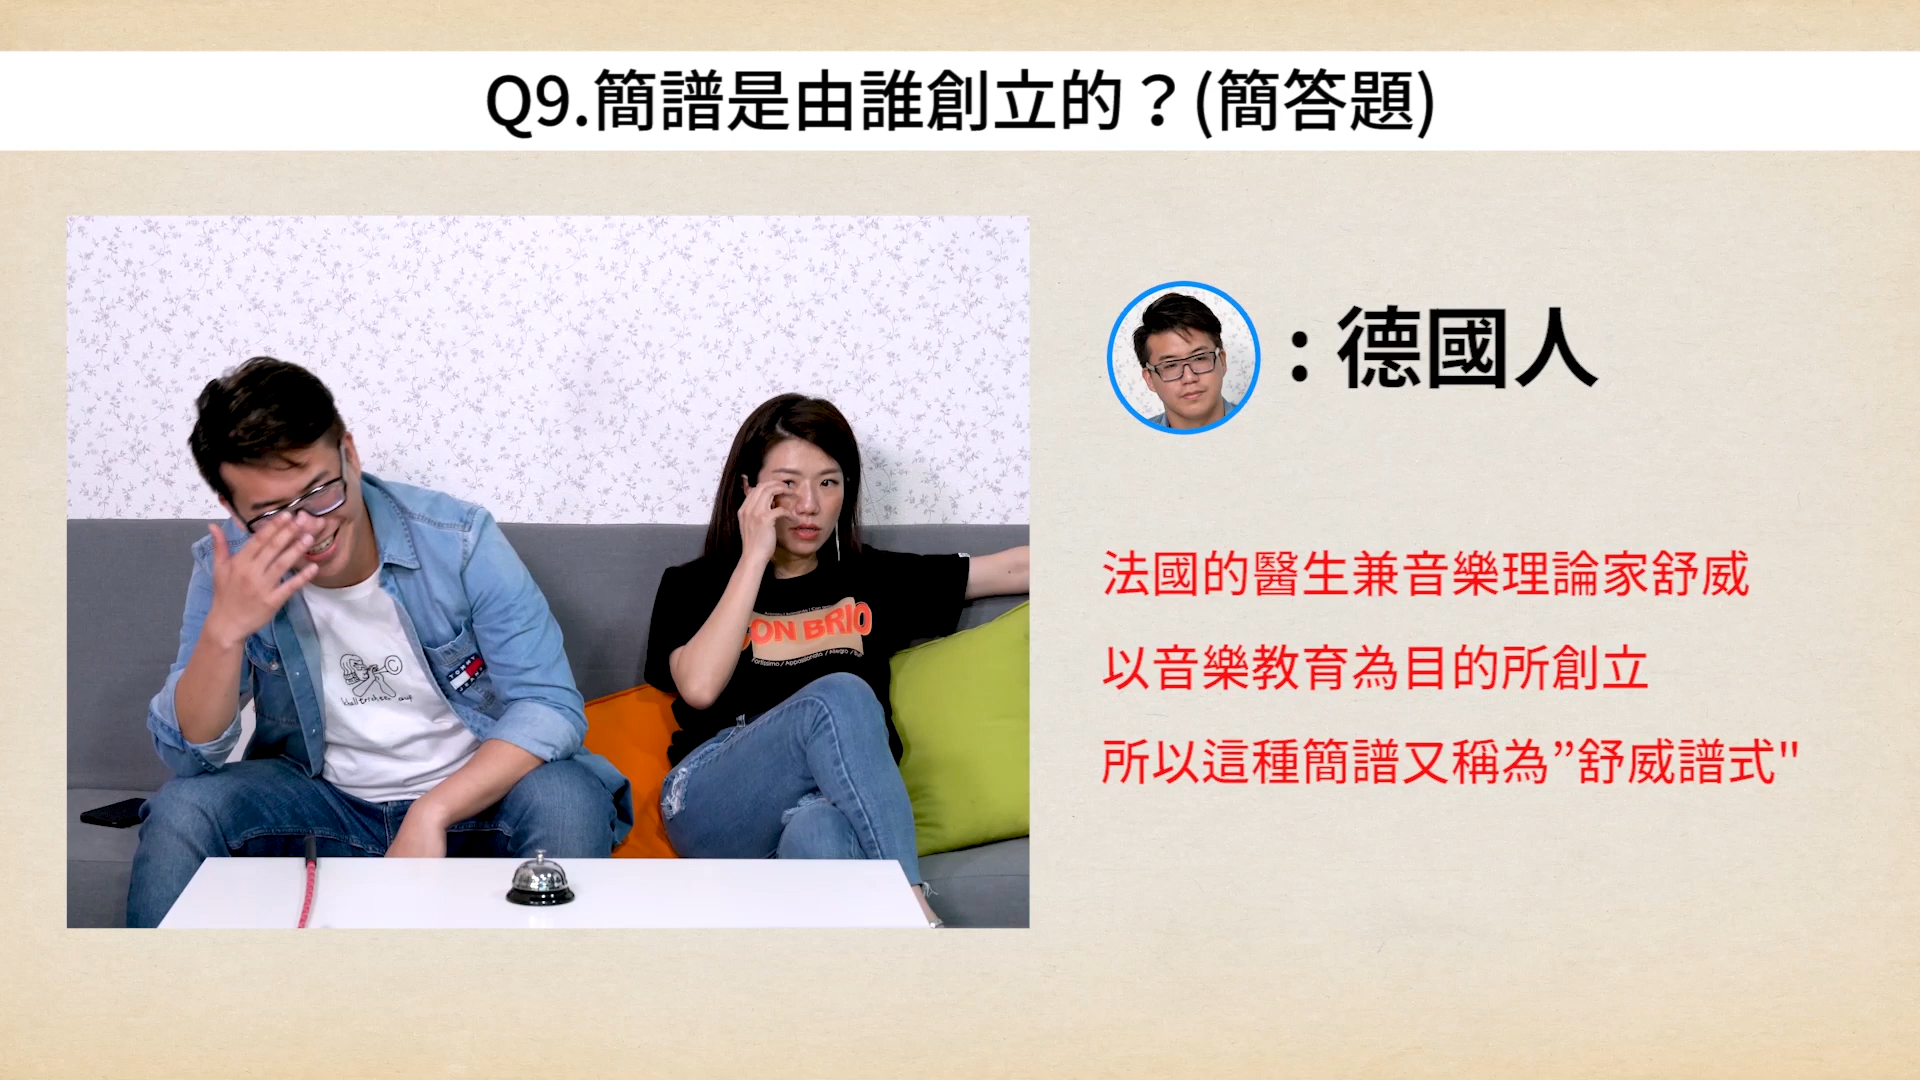 Q9.簡譜是由誰創立的？(簡答題)
：德國人
法國的醫生兼音樂理論家舒威
以音樂教育為目的所創立
所以這種簡譜又稱為”舒威譜式"
CON BRIO
TOMMY
JEANS